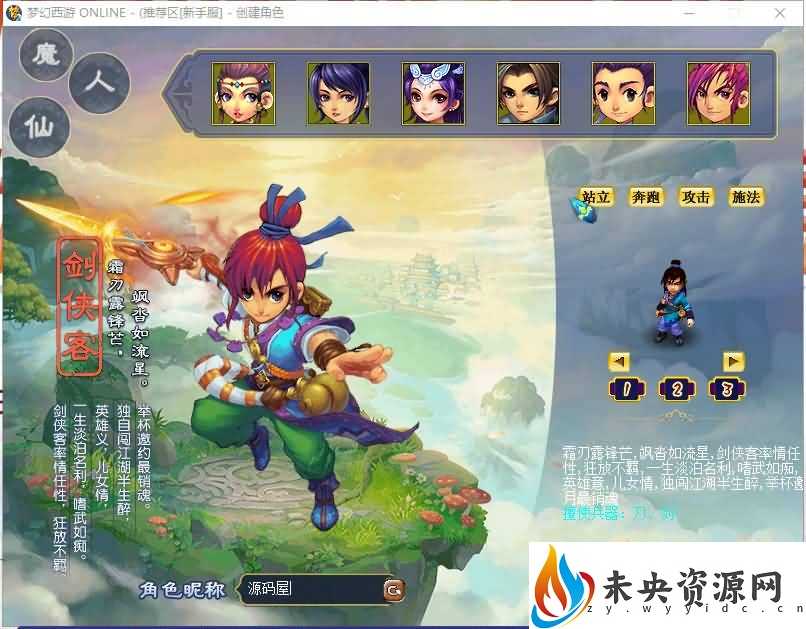 梦幻西游 ONLINE - (推荐区[新手服] - 创建角色
魔
人
仙
站立 奔跑 攻击 施法
剑侠客
霜刃露锋芒，
飒沓如流星。
举杯邀约最销魂。
独自闯江湖半生醉，
英雄义，儿女情，
一生淡泊名利，嗜武如痴。
剑侠客率情任性，狂放不羁，
1 2 3
霜刃露锋芒,飒沓如流星,剑侠客率情任
性,狂放不羁,一生淡泊名利,嗜武如痴,
英雄意,儿女情,独闯江湖半生醉,举杯邀
月最销魂
擅使兵器：刀、剑
角色昵称 源码屋
未央资源网
zy.wyyidc.cn